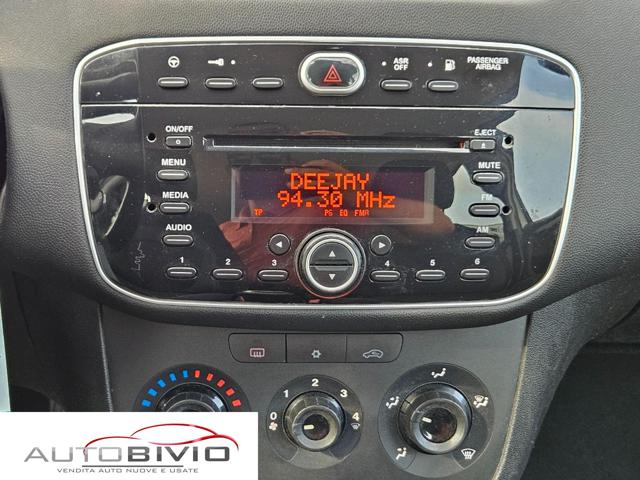 ASR OFF
PASSENGER AIRBAG
ON/OFF
EJECT
MENU
MUTE
DEEJAY
94.30 MHz
TP PS EQ FMA
MEDIA
FM
AUDIO
AM
1 2 3 4 5 6
0 1 2 3 4
AUTOBIVIO
VENDITA AUTO NUOVE E USATE